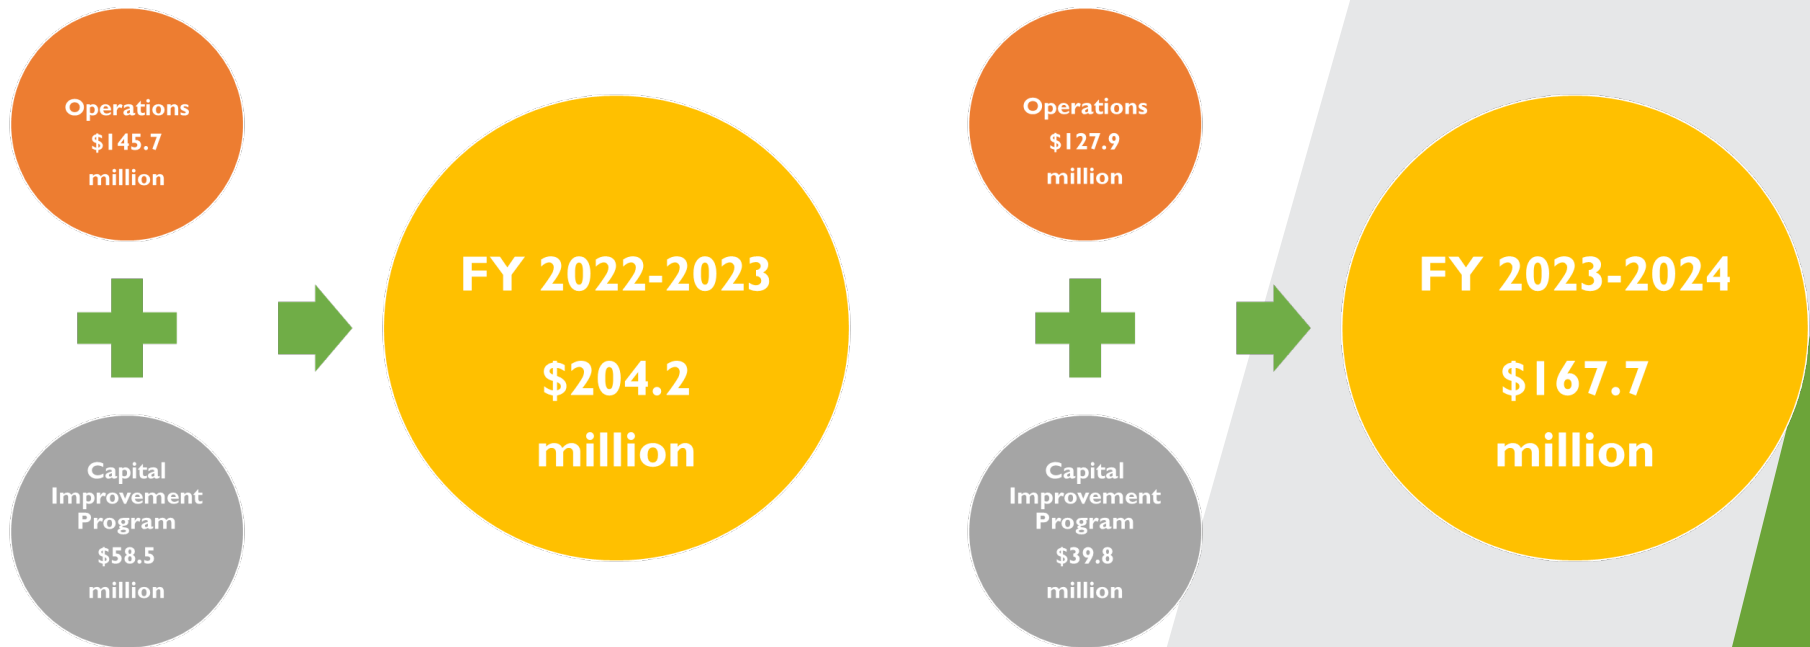 Operations
$145.7
million
Capital
Improvement
Program
$58.5
million
FY 2022-2023
$204.2
million
Operations
$127.9
million
Capital
Improvement
Program
$39.8
million
FY 2023-2024
$167.7
million